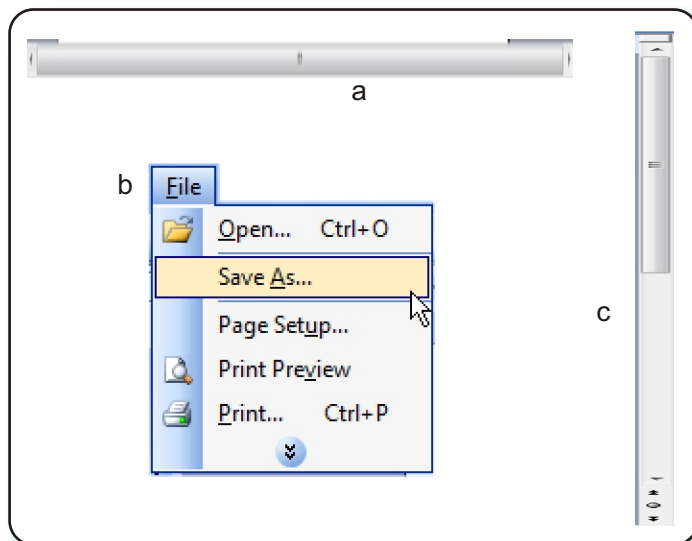 a
b
File
Open... Ctrl+O
Save As...
Page Setup...
Print Preview
Print... Ctrl+P
c